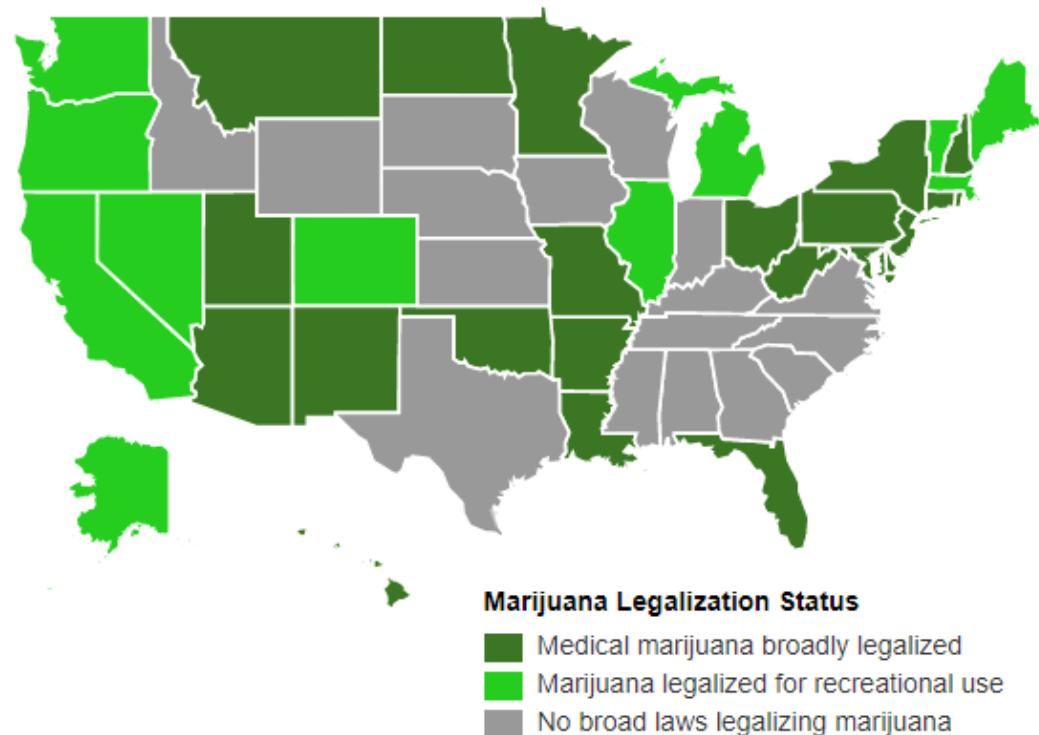 Marijuana Legalization Status
Medical marijuana broadly legalized
Marijuana legalized for recreational use
No broad laws legalizing marijuana